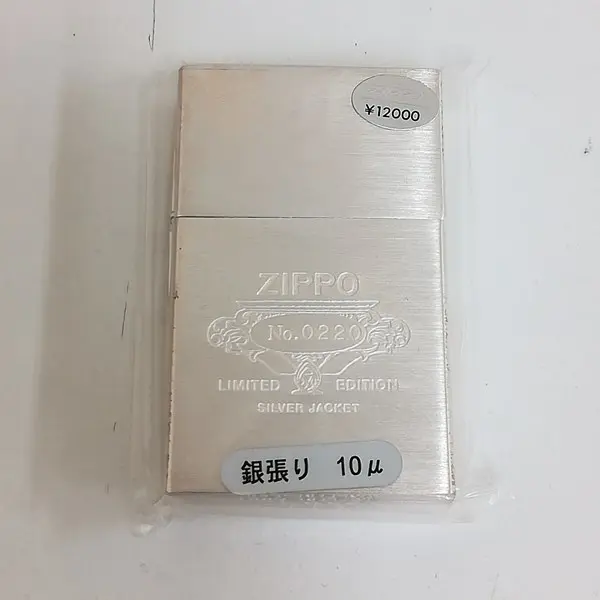 ¥12000
ZIPPO
No.0220
LIMITED EDITION
SILVER JACKET
銀張り 10μ